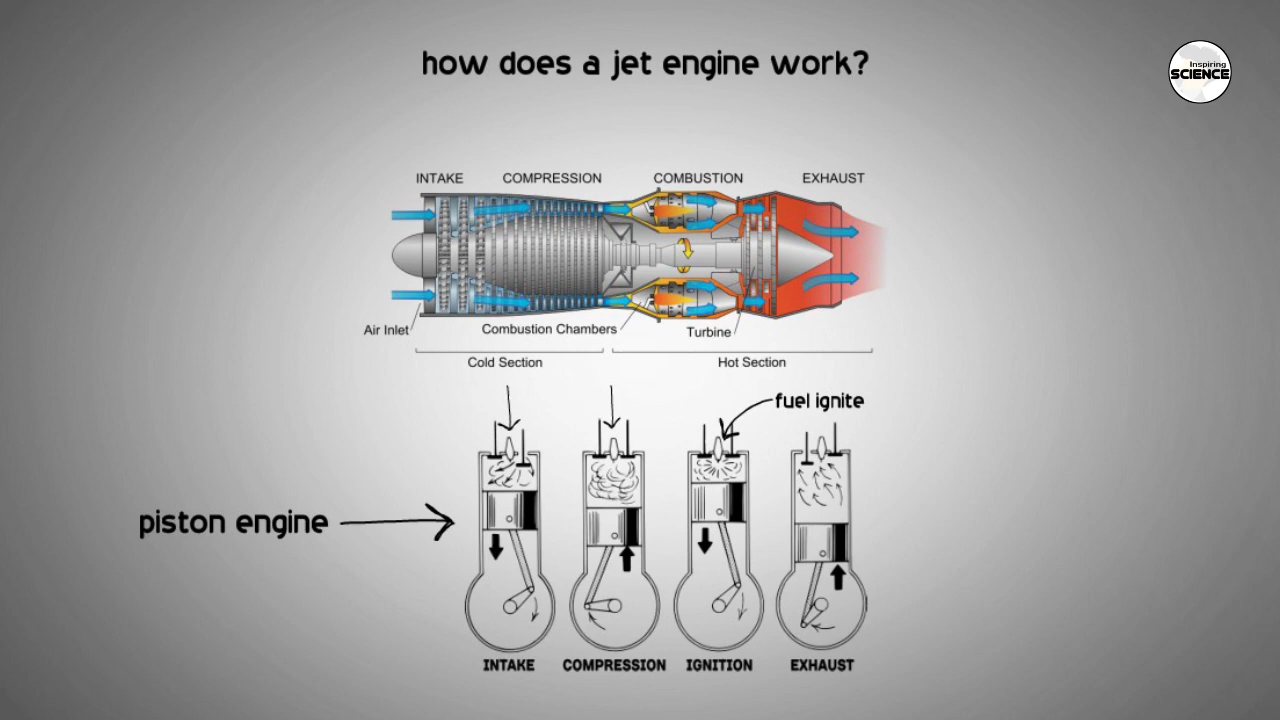 how does a jet engine work?
Inspiring
SCIENCE
INTAKE COMPRESSION COMBUSTION EXHAUST
Air Inlet Combustion Chambers Turbine
Cold Section Hot Section
fuel ignite
piston engine
INTAKE COMPRESSION IGNITION EXHAUST